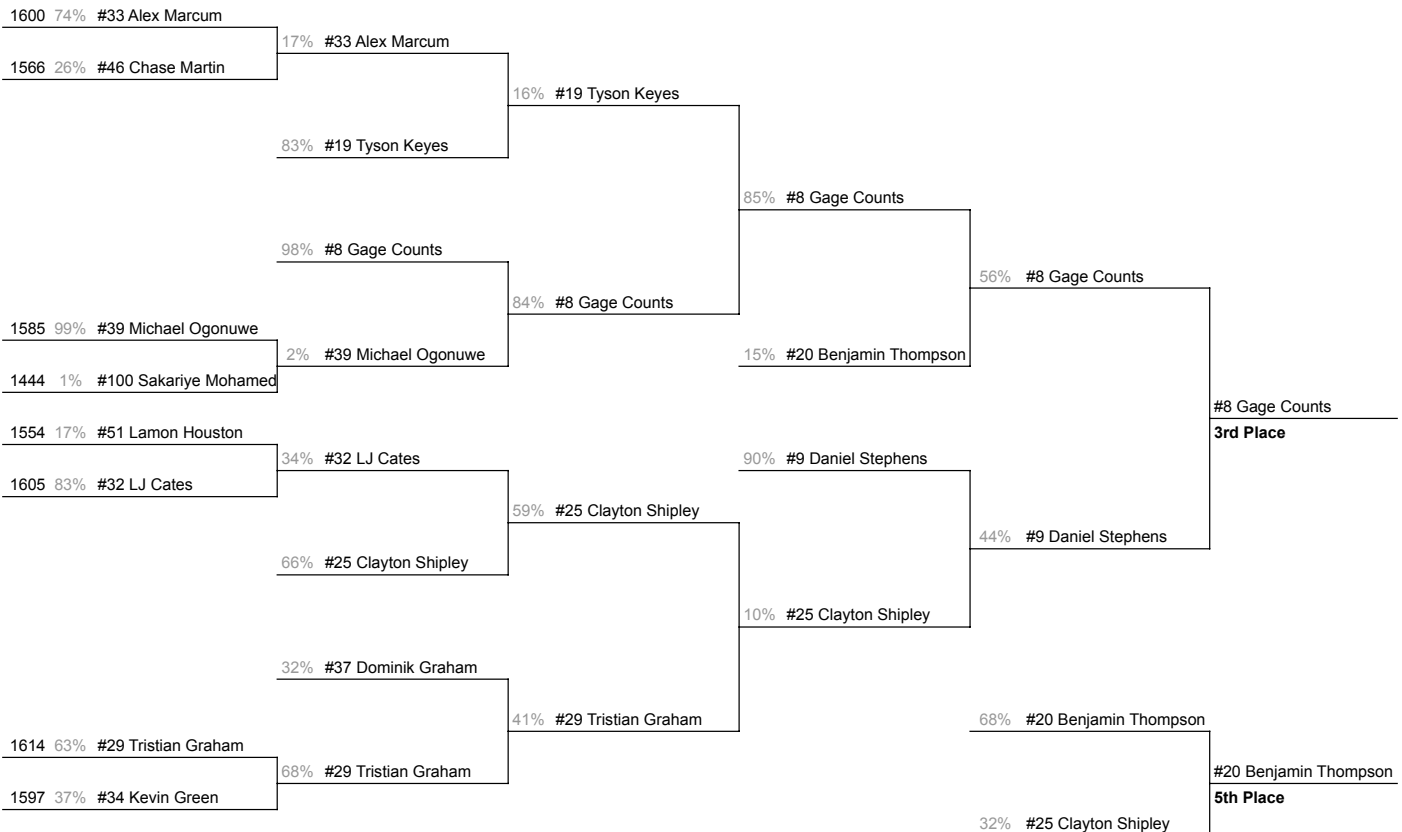 1600 74% #33 Alex Marcum
17% #33 Alex Marcum
1566 26% #46 Chase Martin
16% #19 Tyson Keyes
83% #19 Tyson Keyes
85% #8 Gage Counts
98% #8 Gage Counts
56% #8 Gage Counts
84% #8 Gage Counts
1585 99% #39 Michael Ogonuwe
2% #39 Michael Ogonuwe
15% #20 Benjamin Thompson
1444 1% #100 Sakariye Mohamed
#8 Gage Counts
3rd Place
1554 17% #51 Lamon Houston
34% #32 LJ Cates
90% #9 Daniel Stephens
1605 83% #32 LJ Cates
59% #25 Clayton Shipley
44% #9 Daniel Stephens
66% #25 Clayton Shipley
10% #25 Clayton Shipley
32% #37 Dominik Graham
41% #29 Tristian Graham
68% #20 Benjamin Thompson
1614 63% #29 Tristian Graham
68% #29 Tristian Graham
#20 Benjamin Thompson
1597 37% #34 Kevin Green
5th Place
32% #25 Clayton Shipley